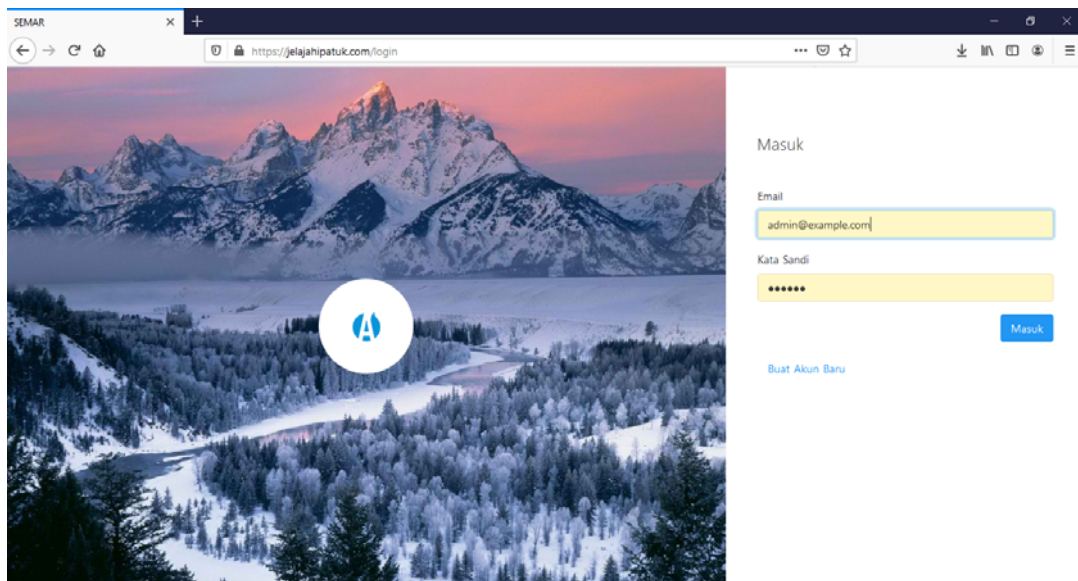 SEMAR
https://jelajahipatuk.com/login
Masuk
Email
admin@example.com
Kata Sandi
••••••
Masuk
Buat Akun Baru
A